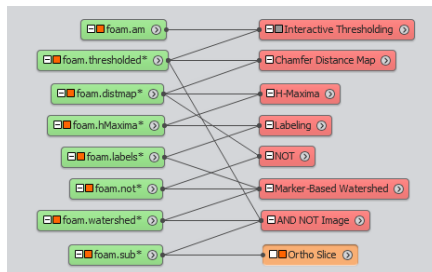 foam.am
Interactive Thresholding
foam.thresholded*
Chamfer Distance Map
foam.distmap*
H-Maxima
foam.hMaxima*
Labeling
foam.labels*
NOT
foam.not*
Marker-Based Watershed
foam.watershed*
AND NOT Image
foam.sub*
Ortho Slice